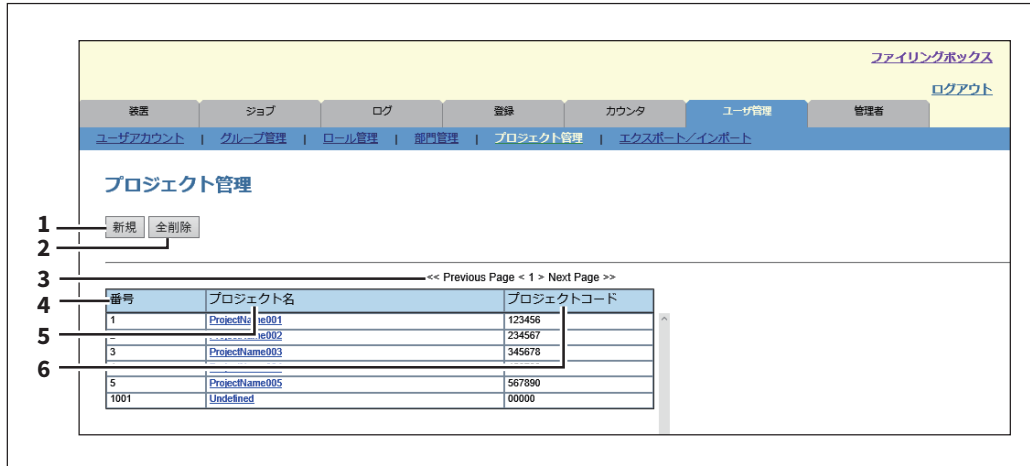 ファイリングボックス
ログアウト
装置 ジョブ ログ 登録 カウンタ ユーザ管理 管理者
ユーザアカウント | グループ管理 | ロール管理 | 部門管理 | プロジェクト管理 | エクスポート／インポート
プロジェクト管理
1 新規 全削除
2
3 << Previous Page < 1 > Next Page >>
4 番号 プロジェクト名 プロジェクトコード
1 ProjectName001 123456
5 234567
3 ProjectName003 345678
6
5 ProjectName005 567890
1001 Undefined 00000